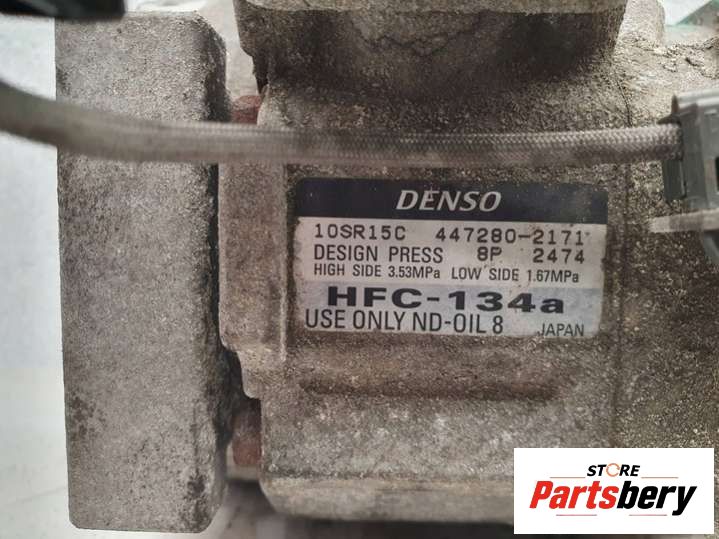 DENSO
10SR15C 447280-2171
DESIGN PRESS 8P 2474
HIGH SIDE 3.53MPa LOW SIDE 1.67MPa
HFC-134a
USE ONLY ND-OIL 8 JAPAN
STORE
Partsbery